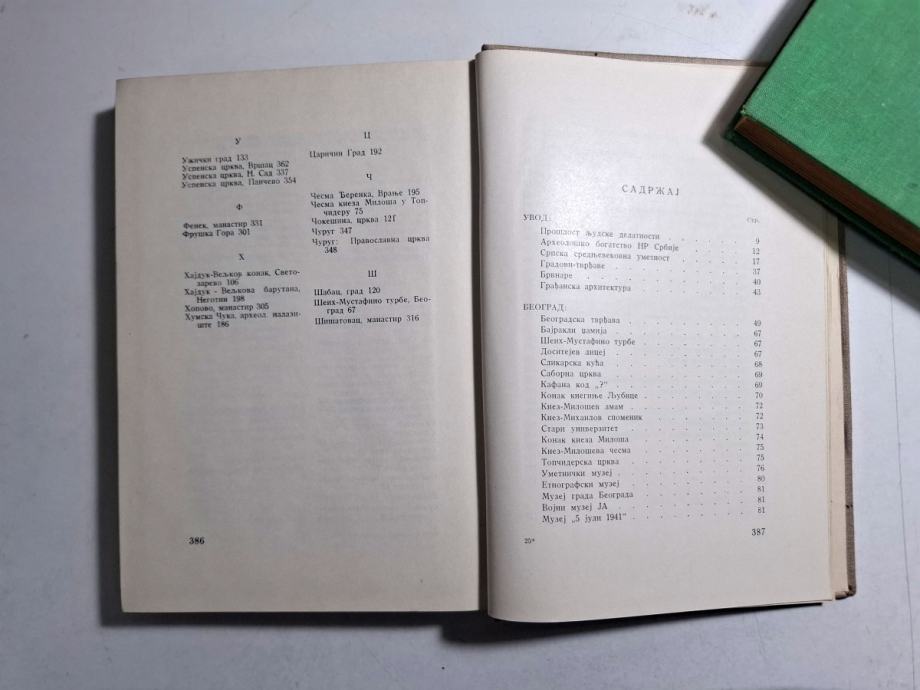 У
Ужички град 133
Успенска црква, Вршац 362
Успенска црква, Н. Сад 337
Успенска црква, Панчево 354
Ф
Фенек, манастир 331
Фрушка Гора 301
Х
Хајдук-Вељков конак, Свето-
зарево 106
Хајдук - Вељкова барутана,
Неготин 198
Хопово, манастир 305
Хумска Чука, археол. налази-
ште 186
Ц
Царичин Град 192
Ч
Чесма Ђеренка, Врање 195
Чесма кнеза Милоша у Топ-
чидеру 75
Чокешина, црква 121
Чуруг 347
Чуруг: Православна црква
348
Ш
Шабац, град 120
Шеих-Мустафино турбе, Бео-
град 67
Шишатовац, манастир 316
386
САДРЖАЈ
УВОД: Стр.
Прошлост људске делатности 9
Археолошко богатство НР Србије 12
Српска средњевековна уметност 17
Градови-тврђаве 37
Брвнаре 40
Грађанска архитектура 43
БЕОГРАД:
Београдска тврђава 49
Бајракли џамија 67
Шеих-Мустафино турбе 67
Доситејев лицеј 67
Сликарска кућа 68
Саборна црква 69
Кафана код „?" 69
Конак кнегиње Љубице 70
Кнез-Милошев амам 72
Кнез-Михаилов споменик 72
Стари универзитет 73
Конак кнеза Милоша 74
Кнез-Милошева чесма 75
Топчидерска црква 75
Уметнички музеј 76
Етнографски музеј 80
Музеј града Београда 81
Војни музеј ЈА 81
Музеј „5 јули 1941" 81
25* 387